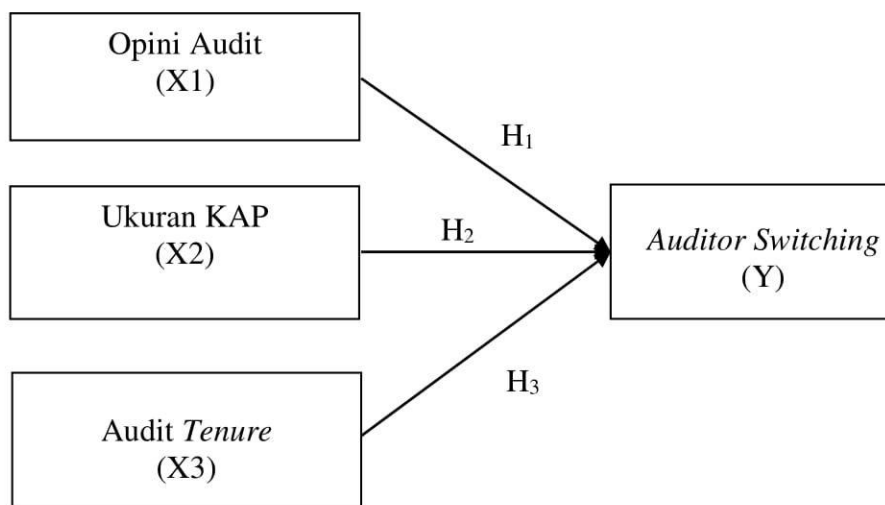 Opini Audit
(X1)
H₁
Ukuran KAP
(X2)
H₂
Auditor Switching
(Y)
H₃
Audit Tenure
(X3)